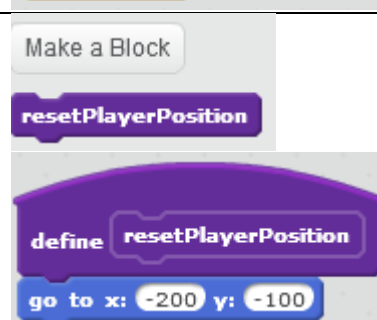 Make a Block
resetPlayerPosition
define resetPlayerPosition
go to x: -200 y: -100